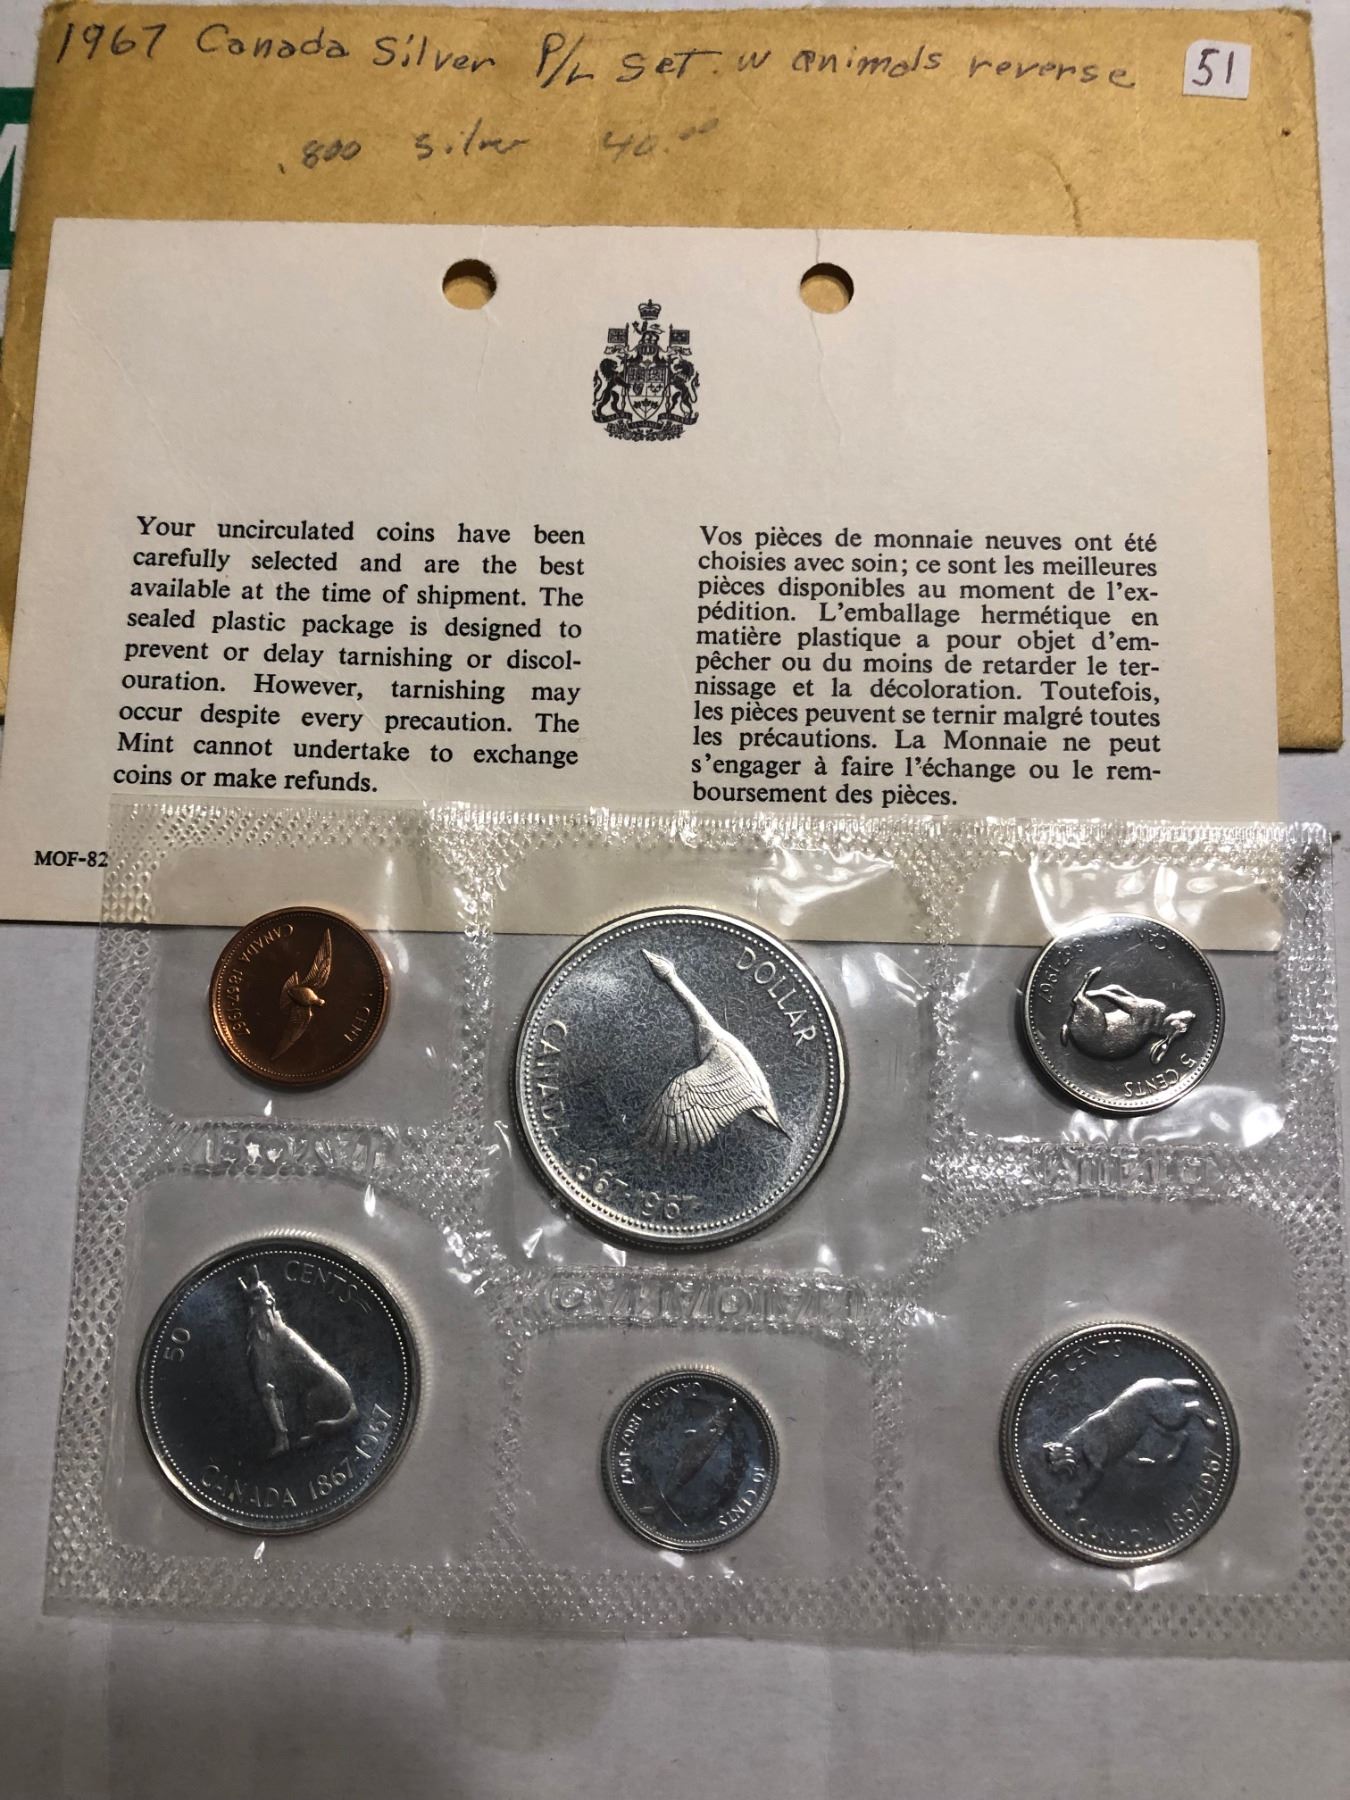 1967 Canada Silver P/L Set. w animals reverse
51
.800 Silver 40.00
Your uncirculated coins have been
carefully selected and are the best
available at the time of shipment. The
sealed plastic package is designed to
prevent or delay tarnishing or discol-
ouration. However, tarnishing may
occur despite every precaution. The
Mint cannot undertake to exchange
coins or make refunds.
Vos pièces de monnaie neuves ont été
choisies avec soin; ce sont les meilleures
pièces disponibles au moment de l'ex-
pédition. L'emballage hermétique en
matière plastique a pour objet d'em-
pêcher ou du moins de retarder le ter-
nissage et la décoloration. Toutefois,
les pièces peuvent se ternir malgré toutes
les précautions. La Monnaie ne peut
s'engager à faire l'échange ou le rem-
boursement des pièces.
MOF-82
CANADA 1867-1967
1 CENT
DOLLAR
CANADA
1867-1967
1867-1967
5 CENTS
50 CENTS
CANADA 1867-1967
CANADA 1867-1967
10 CENTS
25 CENTS
CANADA 1867-1967
CANADA